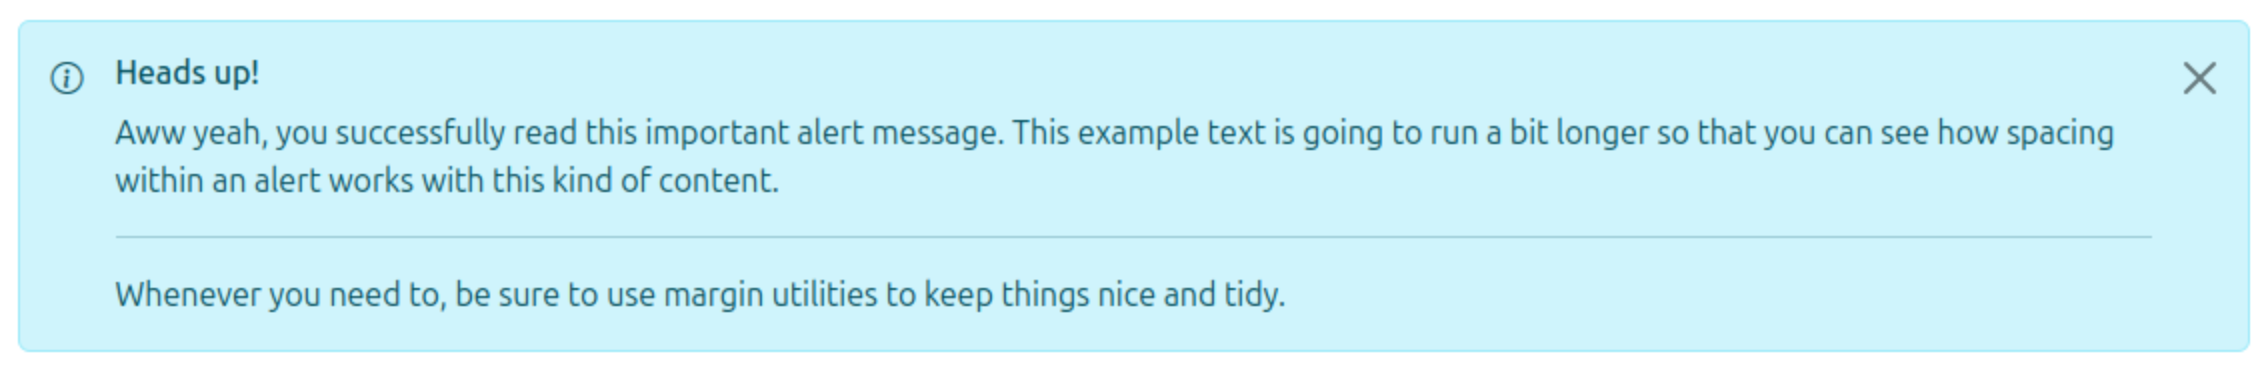 Heads up!
Aww yeah, you successfully read this important alert message. This example text is going to run a bit longer so that you can see how spacing
within an alert works with this kind of content.
Whenever you need to, be sure to use margin utilities to keep things nice and tidy.